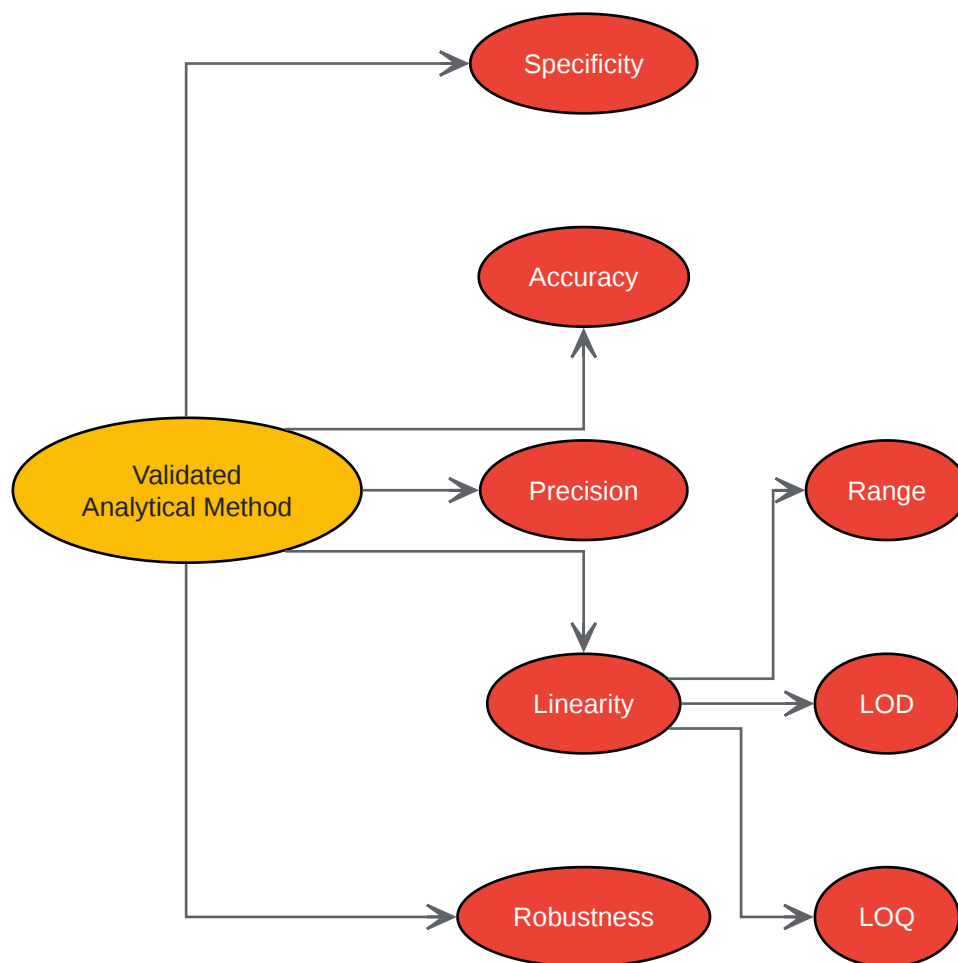 Specificity
Accuracy
Validated
Analytical Method
Precision
Range
Linearity
LOD
Robustness
LOQ